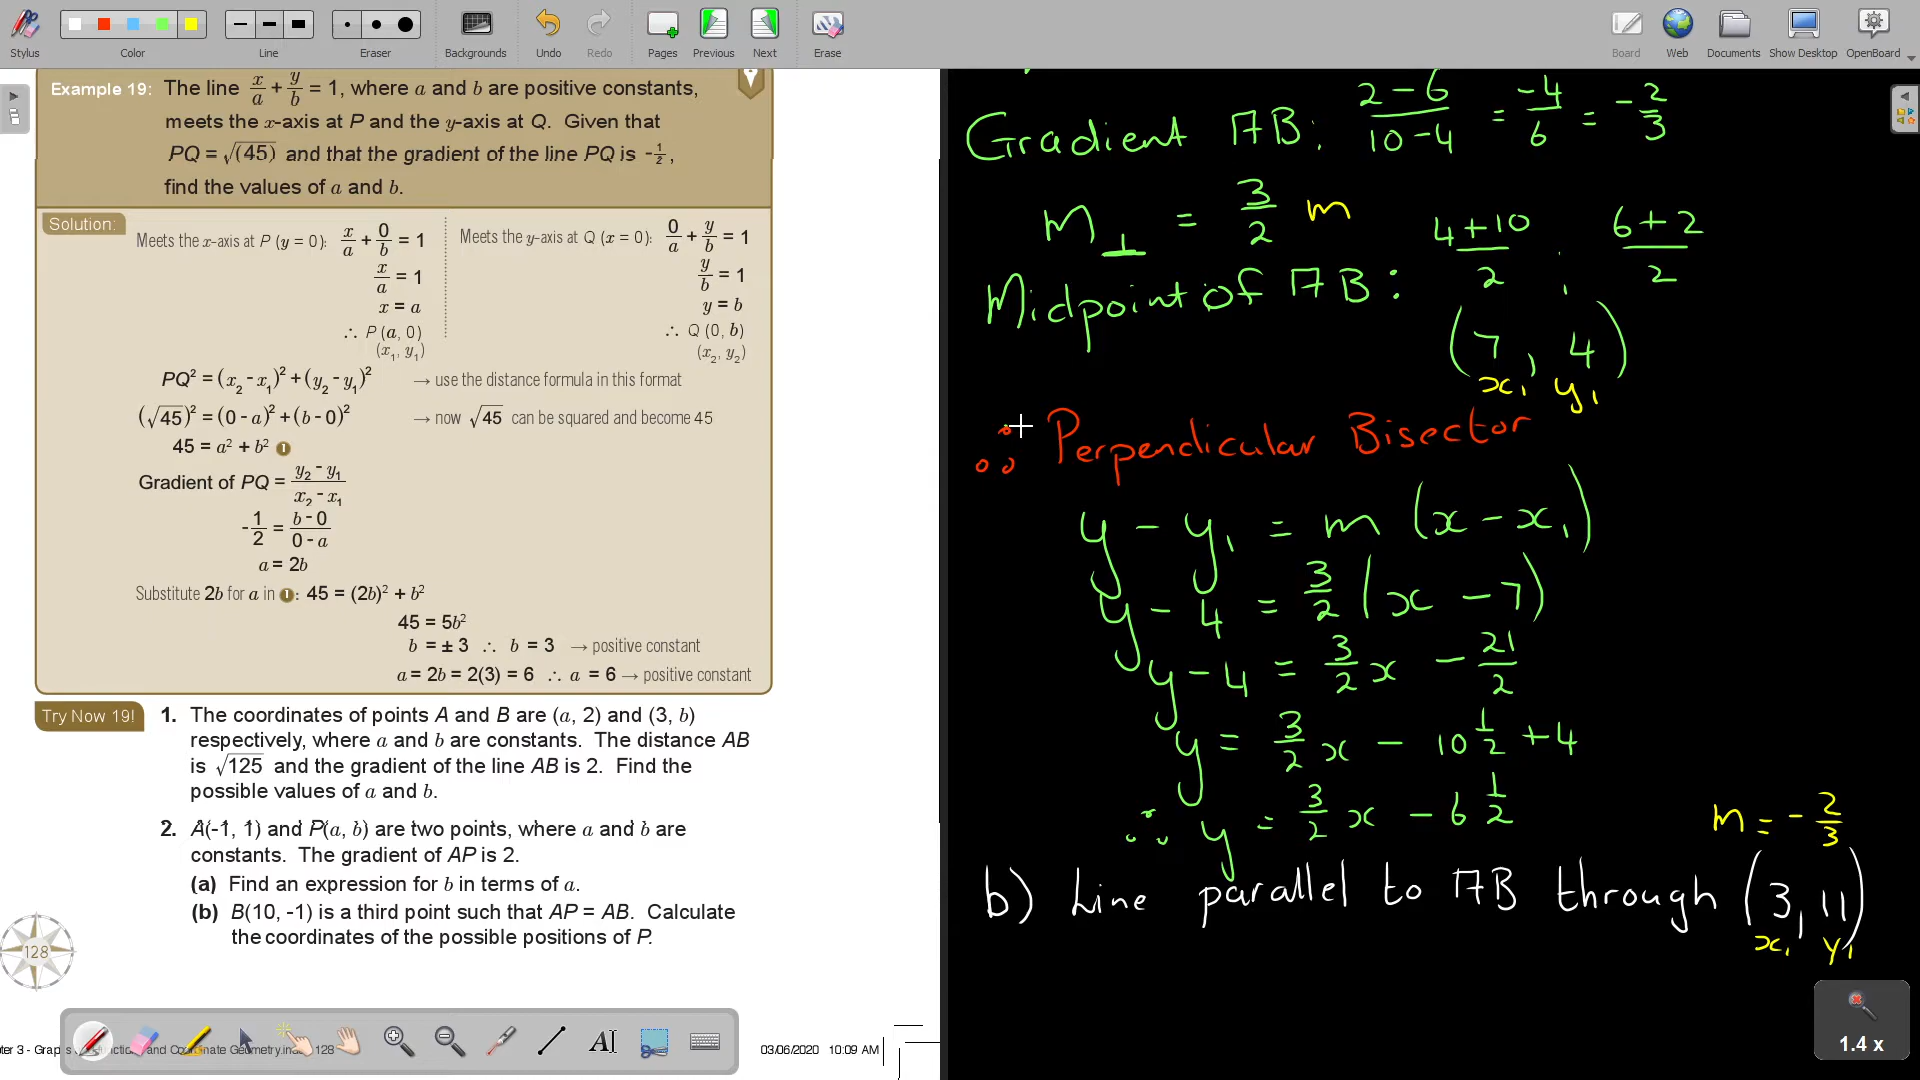 Stylus Color Line Eraser Backgrounds Undo Redo Pages Previous Next Erase Board Web Documents Show Desktop OpenBoard
Example 19: The line x/a + y/b = 1, where a and b are positive constants,
meets the x-axis at P and the y-axis at Q. Given that
PQ = √(45) and that the gradient of the line PQ is -1/2,
find the values of a and b.
Solution:
Meets the x-axis at P (y = 0): x/a + 0/b = 1
x/a = 1
x = a
∴ P (a, 0)
(x₁, y₁)
Meets the y-axis at Q (x = 0): 0/a + y/b = 1
y/b = 1
y = b
∴ Q (0, b)
(x₂, y₂)
PQ² = (x₂ - x₁)² + (y₂ - y₁)² → use the distance formula in this format
(√45)² = (0 - a)² + (b - 0)² → now √45 can be squared and become 45
45 = a² + b² 1
Gradient of PQ = (y₂ - y₁)/(x₂ - x₁)
-1/2 = (b - 0)/(0 - a)
a = 2b
Substitute 2b for a in 1: 45 = (2b)² + b²
45 = 5b²
b = ± 3 ∴ b = 3 → positive constant
a = 2b = 2(3) = 6 ∴ a = 6 → positive constant
Try Now 19! 1. The coordinates of points A and B are (a, 2) and (3, b)
respectively, where a and b are constants. The distance AB
is √125 and the gradient of the line AB is 2. Find the
possible values of a and b.
2. A(-1, 1) and P(a, b) are two points, where a and b are
constants. The gradient of AP is 2.
(a) Find an expression for b in terms of a.
(b) B(10, -1) is a third point such that AP = AB. Calculate
the coordinates of the possible positions of P.
128
03/06/2020 10:09 AM
Gradient AB: (2-6)/(10-4) = -4/6 = -2/3
m⊥ = 3/2 m
Midpoint of AB: (4+10)/2 ; (6+2)/2
(7, 4)
x₁ y₁
∴ Perpendicular Bisector
y - y₁ = m (x - x₁)
y - 4 = 3/2 (x - 7)
y - 4 = 3/2 x - 21/2
y = 3/2 x - 10 1/2 + 4
∴ y = 3/2 x - 6 1/2
m = -2/3
b) Line parallel to AB through (3, 11)
x₁ y₁
1.4 x